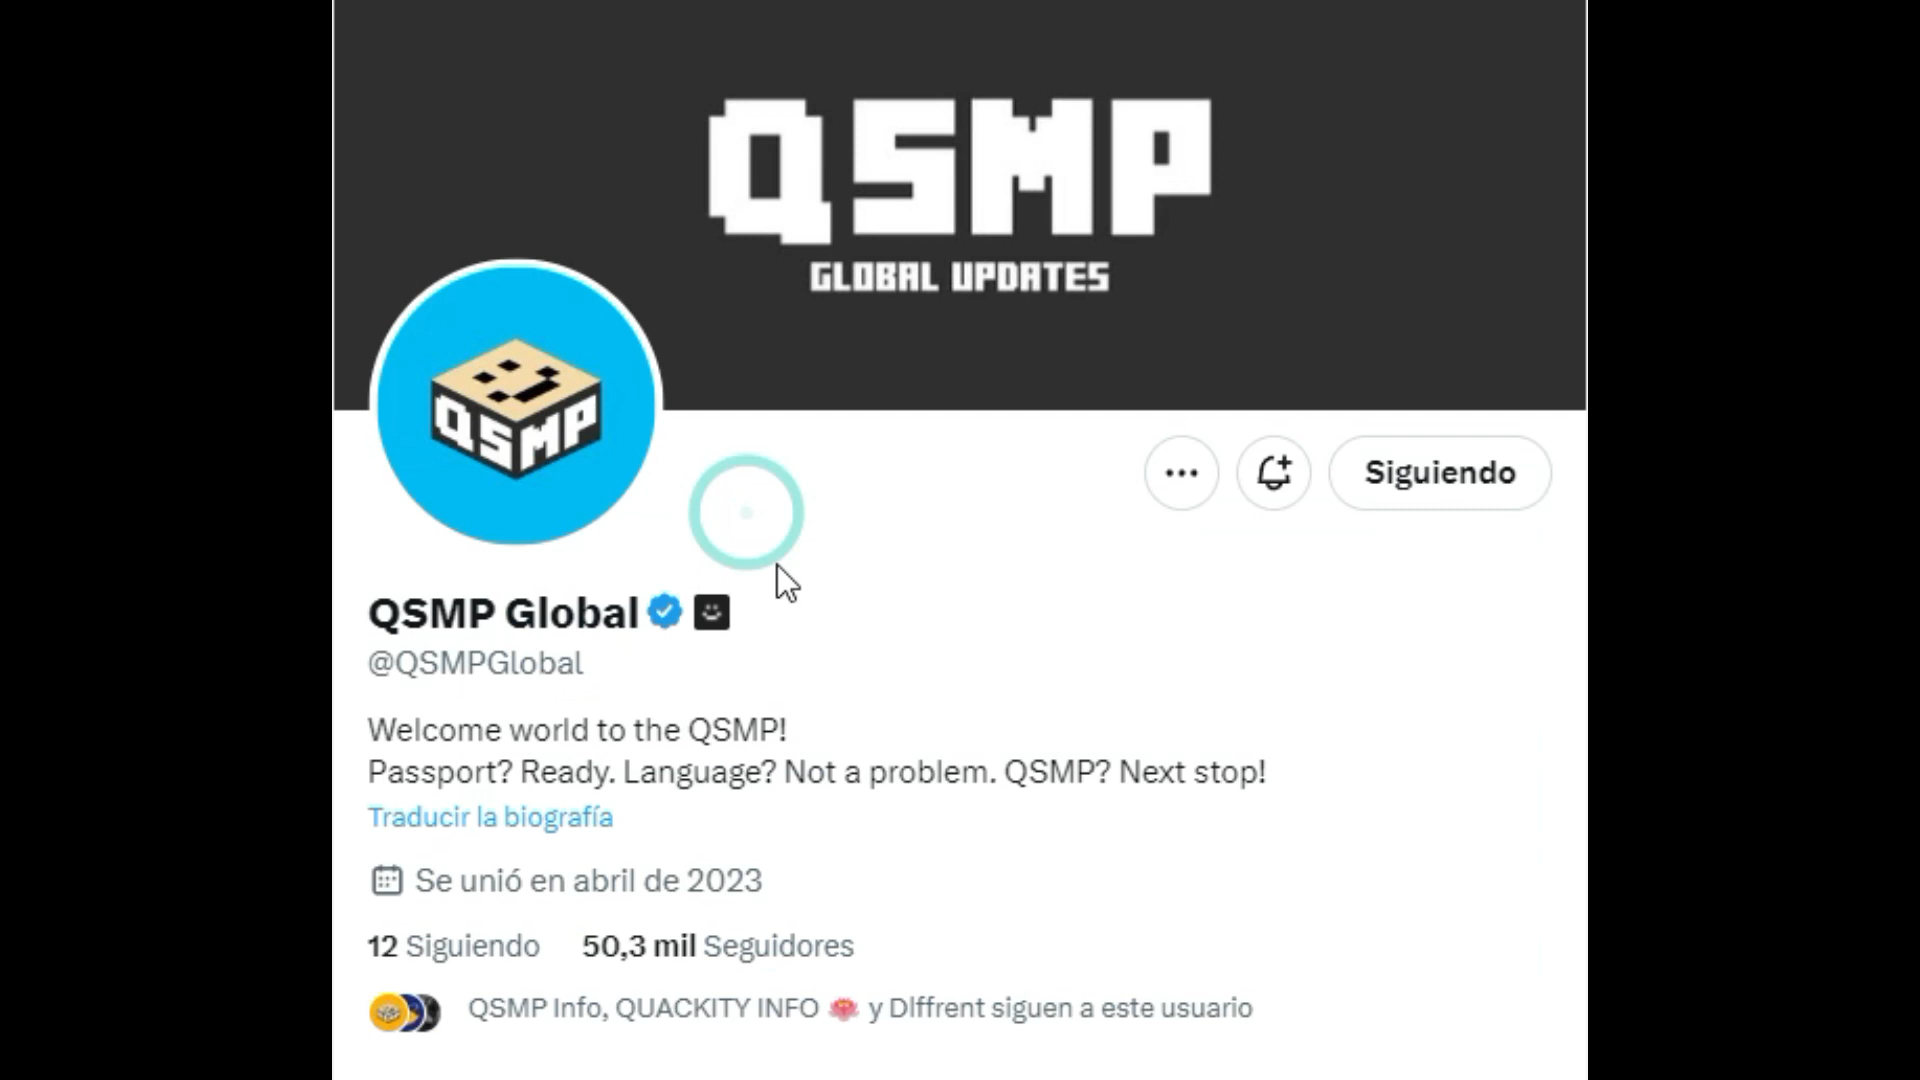 QSMP
GLOBAL UPDATES
QSMP
Siguiendo
QSMP Global
@QSMPGlobal
Welcome world to the QSMP!
Passport? Ready. Language? Not a problem. QSMP? Next stop!
Traducir la biografía
Se unió en abril de 2023
12 Siguiendo 50,3 mil Seguidores
QSMP Info, QUACKITY INFO 🪷 y Dlffrent siguen a este usuario